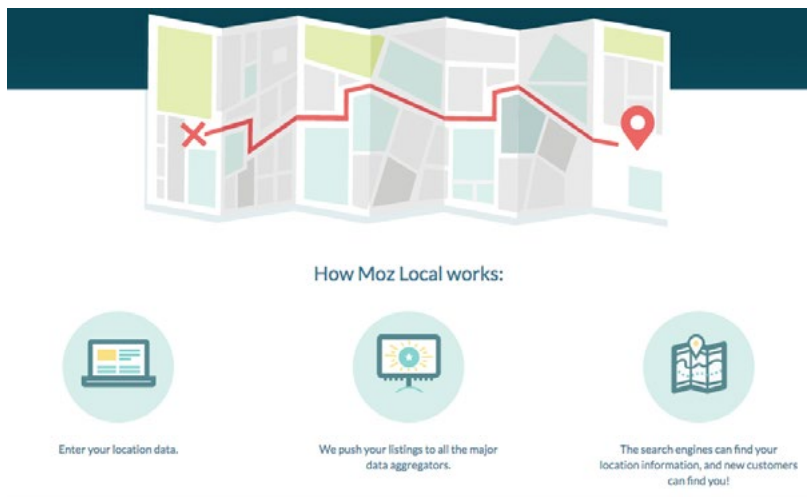 How Moz Local works:
Enter your location data.
We push your listings to all the major
data aggregators.
The search engines can find your
location information, and new customers
can find you!